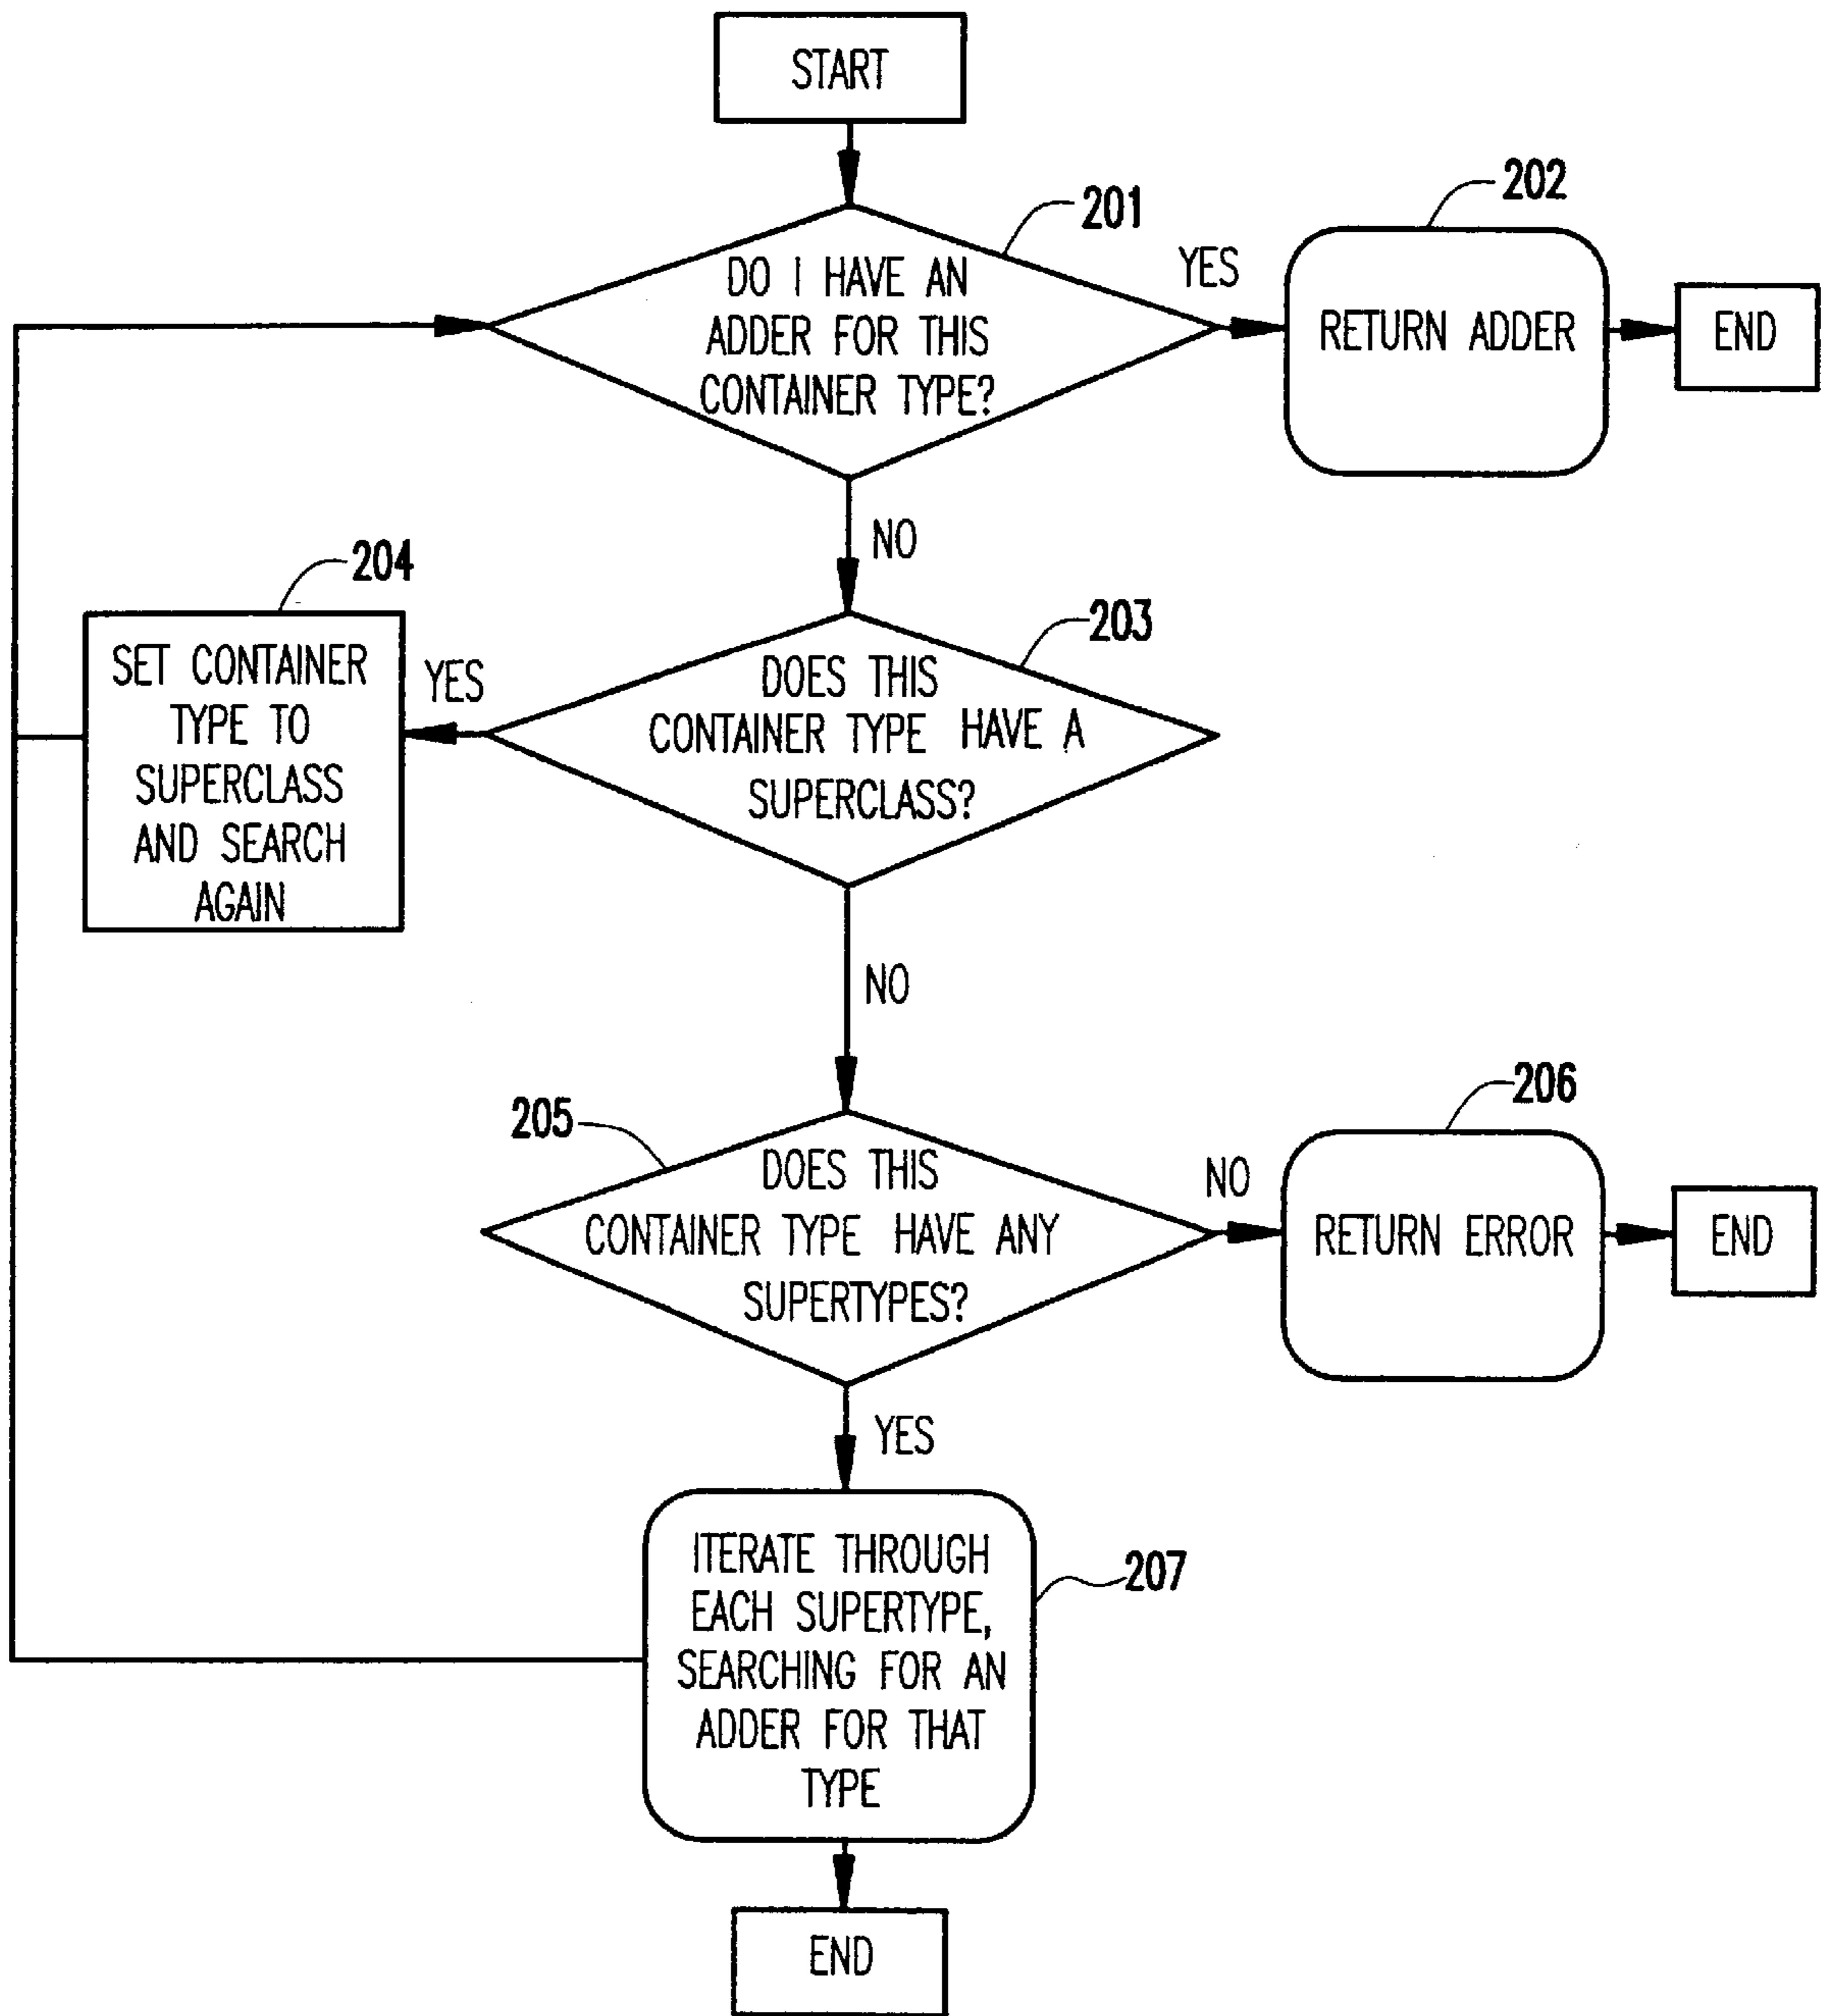 START
201
DO I HAVE AN
ADDER FOR THIS
CONTAINER TYPE?
YES
202
RETURN ADDER
END
NO
204
SET CONTAINER
TYPE TO
SUPERCLASS
AND SEARCH
AGAIN
YES
203
DOES THIS
CONTAINER TYPE HAVE A
SUPERCLASS?
NO
205
DOES THIS
CONTAINER TYPE HAVE ANY
SUPERTYPES?
NO
206
RETURN ERROR
END
YES
ITERATE THROUGH
EACH SUPERTYPE,
SEARCHING FOR AN
ADDER FOR THAT
TYPE
207
END